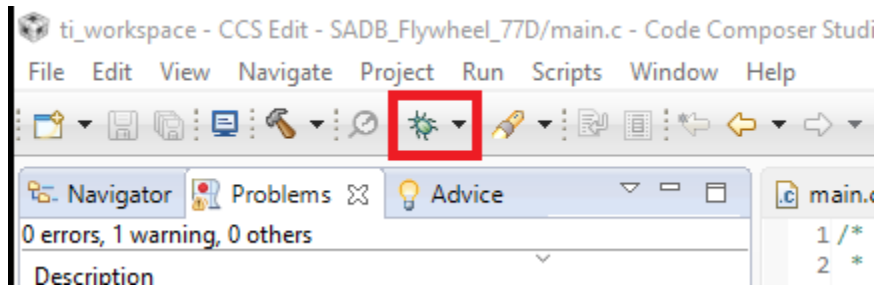 ti_workspace - CCS Edit - SADB_Flywheel_77D/main.c - Code Composer Studi
File Edit View Navigate Project Run Scripts Window Help
Navigator Problems Advice main.c
0 errors, 1 warning, 0 others
1 /*
Description
2 *